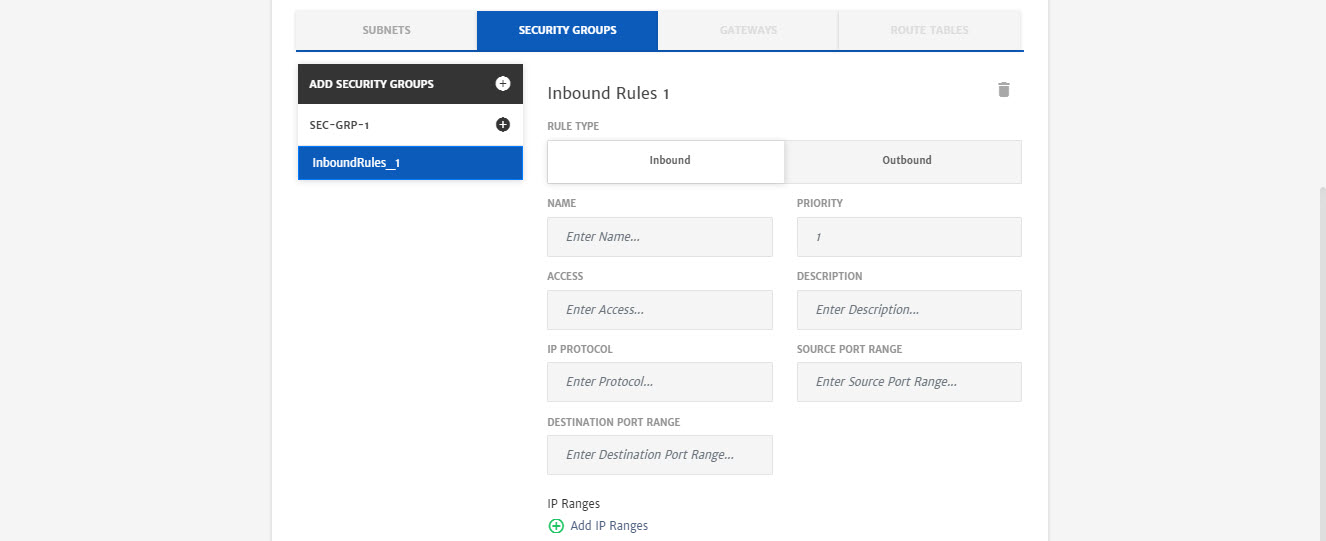 SUBNETS
SECURITY GROUPS
GATEWAYS
ROUTE TABLES
ADD SECURITY GROUPS
SEC-GRP-1
InboundRules_1
Inbound Rules 1
RULE TYPE
Inbound
Outbound
NAME
PRIORITY
Enter Name...
1
ACCESS
DESCRIPTION
Enter Access...
Enter Description...
IP PROTOCOL
SOURCE PORT RANGE
Enter Protocol...
Enter Source Port Range...
DESTINATION PORT RANGE
Enter Destination Port Range...
IP Ranges
Add IP Ranges